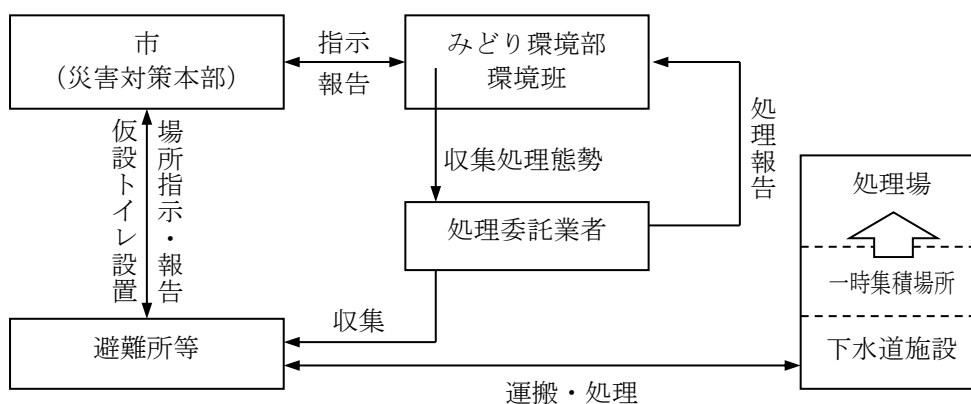 市
（災害対策本部）
指示
報告
みどり環境部
環境班
処理報告
収集処理態勢
処理委託業者
場所指示・報告
仮設トイレ設置
収集
避難所等
運搬・処理
処理場
一時集積場所
下水道施設